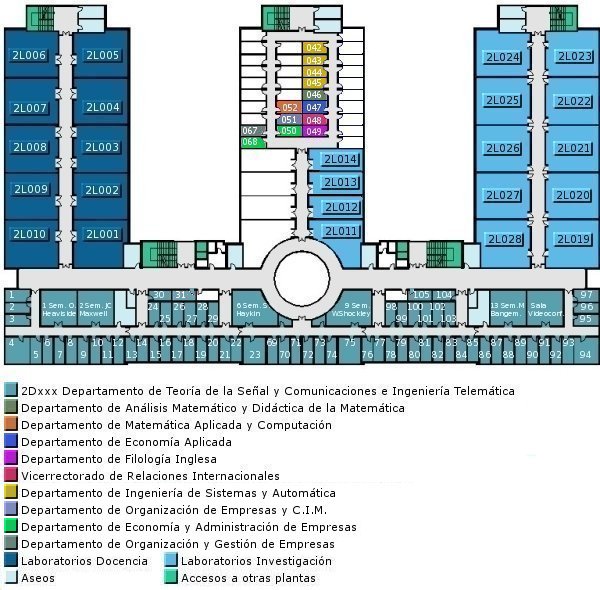 2L006 2L005 042 2L024 2L023
043
044
045
2L007 2L004 046 2L025 2L022
052 047
051 048
067 050 049
068
2L008 2L003 2L014 2L026 2L021
2L009 2L002 2L013 2L027 2L020
2L012
2L010 2L001 2L011 2L028 2L019
1 30 31 105 104 97
2 1 Sem. O. Heaviside 2 Sem. JC Maxwell 24 26 28 6 Sem. S. Haykin 9 Sem. W.Shockley 98 100 102 13 Sem.M Bangem. Sala Videoconf. 96
3 25 27 29 99 101 103 95
4 6 8 10 12 14 16 18 20 22 69 71 73 75 77 79 81 83 85 87 89 91 93
5 7 9 11 13 15 17 19 21 23 70 72 74 76 78 80 82 84 86 88 90 92 94
2Dxxx Departamento de Teoría de la Señal y Comunicaciones e Ingeniería Telemática
Departamento de Análisis Matemático y Didáctica de la Matemática
Departamento de Matemática Aplicada y Computación
Departamento de Economía Aplicada
Departamento de Filología Inglesa
Vicerrectorado de Relaciones Internacionales
Departamento de Ingeniería de Sistemas y Automática
Departamento de Organización de Empresas y C.I.M.
Departamento de Economía y Administración de Empresas
Departamento de Organización y Gestión de Empresas
Laboratorios Docencia Laboratorios Investigación
Aseos Accesos a otras plantas